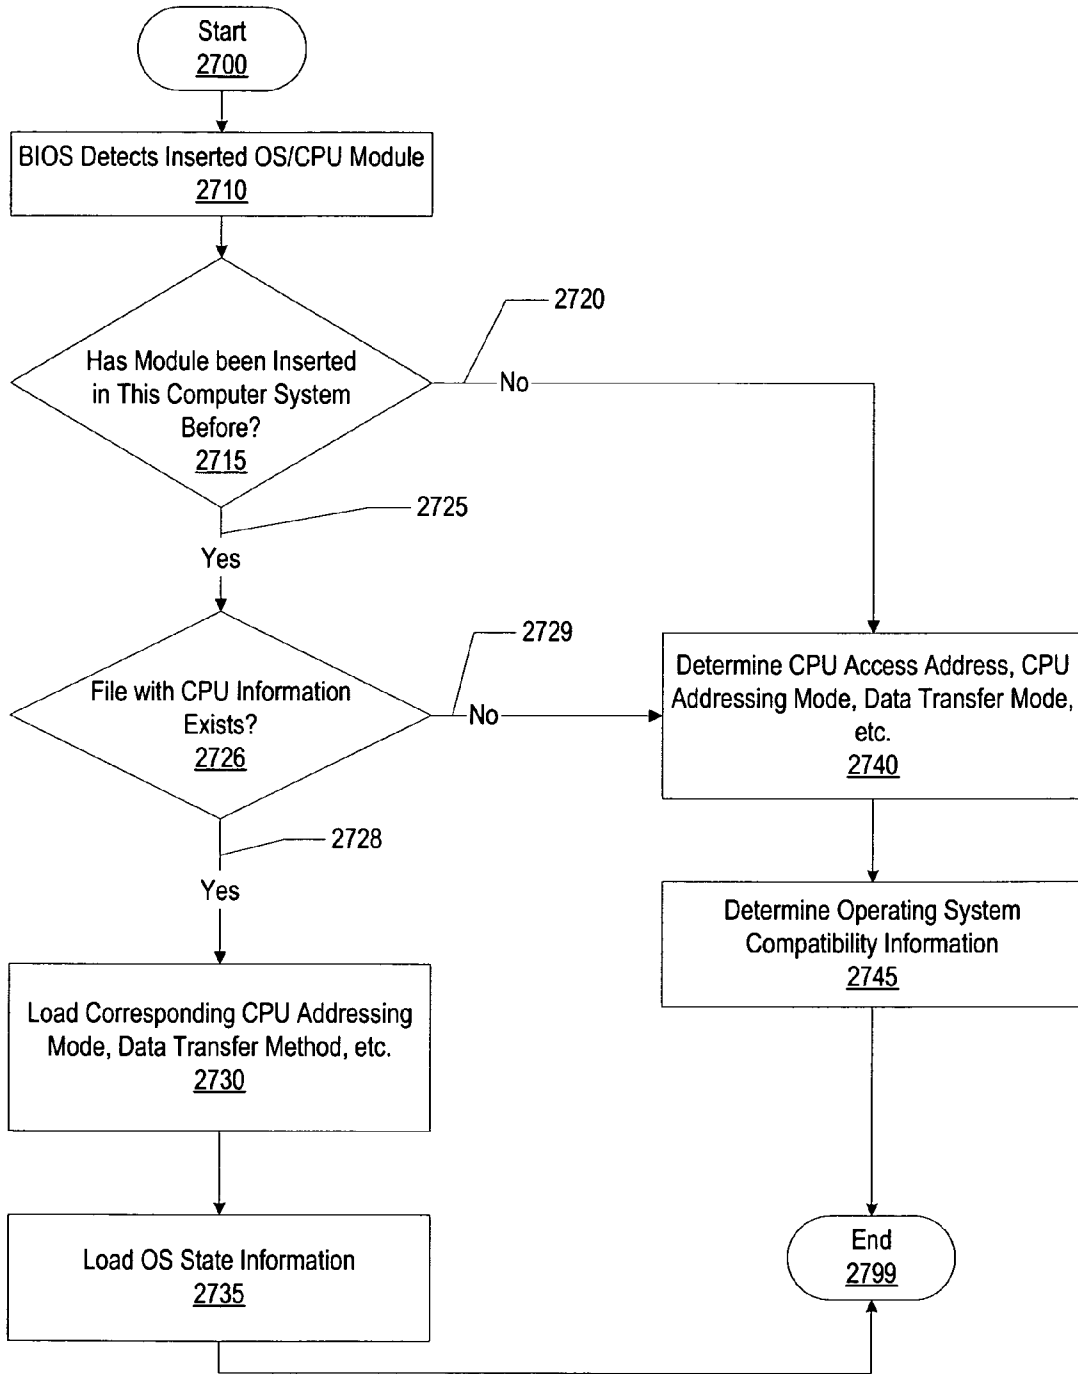 Start
2700
BIOS Detects Inserted OS/CPU Module
2710
2720
Has Module been Inserted
in This Computer System
Before?
2715
No
2725
Yes
2729
File with CPU Information
Exists?
2726
No
Determine CPU Access Address, CPU
Addressing Mode, Data Transfer Mode,
etc.
2740
2728
Yes
Determine Operating System
Compatibility Information
2745
Load Corresponding CPU Addressing
Mode, Data Transfer Method, etc.
2730
Load OS State Information
2735
End
2799